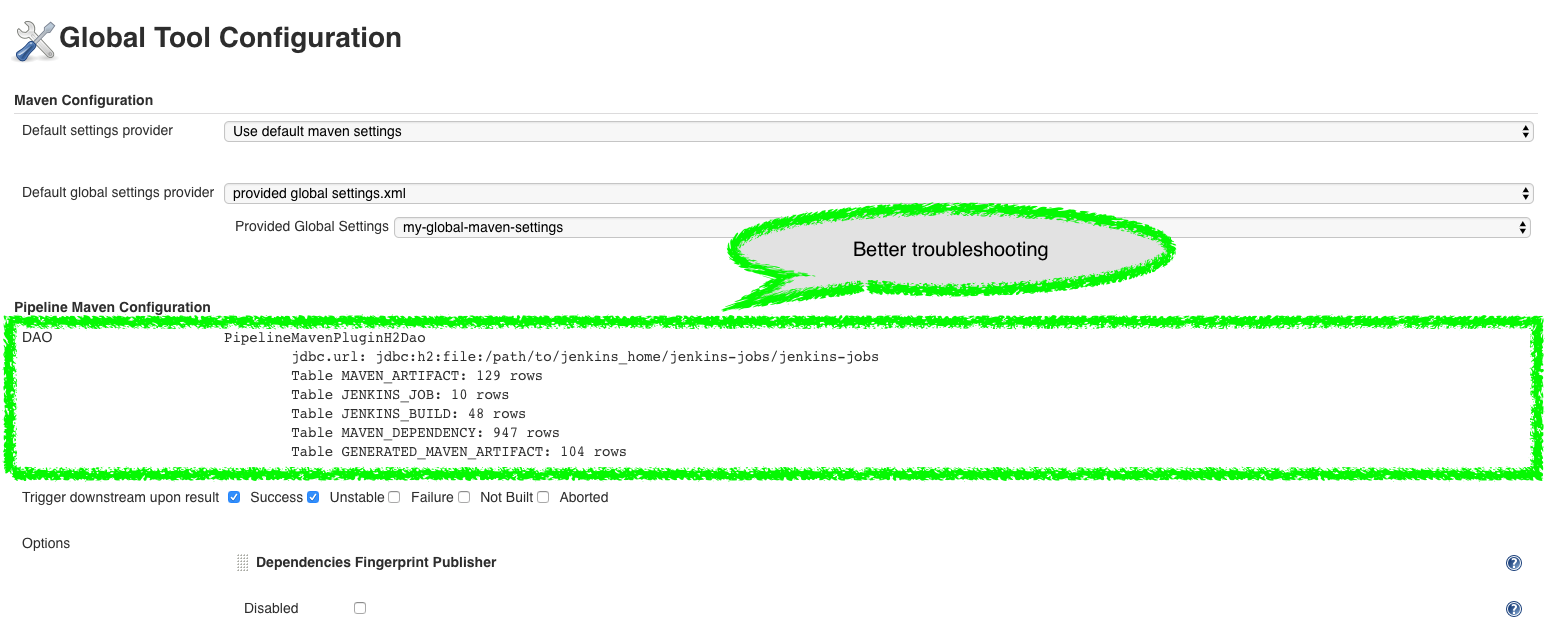 Global Tool Configuration
Maven Configuration
Default settings provider Use default maven settings
Default global settings provider provided global settings.xml
Provided Global Settings my-global-maven-settings
Better troubleshooting
Pipeline Maven Configuration
DAO PipelineMavenPluginH2Dao
jdbc.url: jdbc:h2:file:/path/to/jenkins_home/jenkins-jobs/jenkins-jobs
Table MAVEN_ARTIFACT: 129 rows
Table JENKINS_JOB: 10 rows
Table JENKINS_BUILD: 48 rows
Table MAVEN_DEPENDENCY: 947 rows
Table GENERATED_MAVEN_ARTIFACT: 104 rows
Trigger downstream upon result Success Unstable Failure Not Built Aborted
Options
Dependencies Fingerprint Publisher ?
Disabled ?